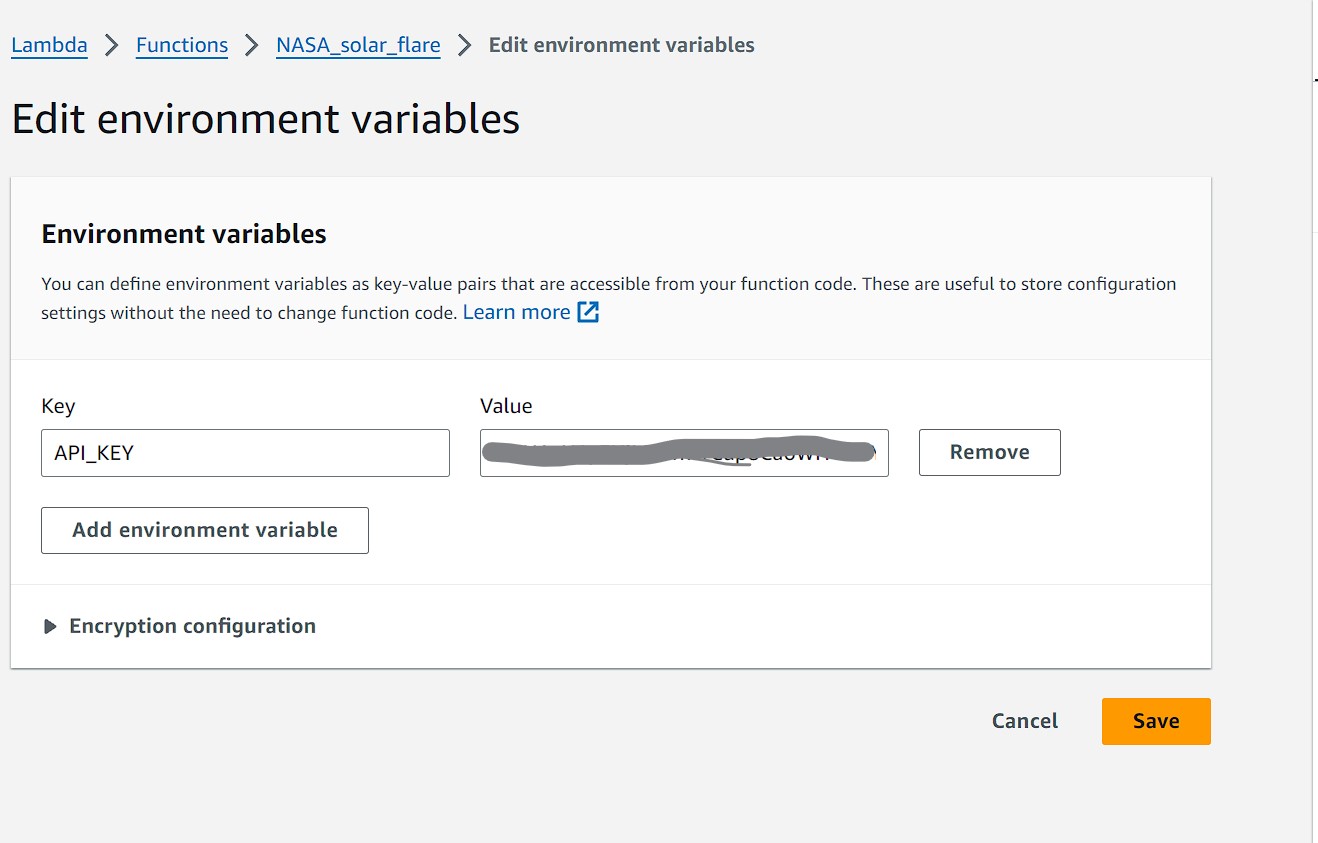 Lambda > Functions > NASA_solar_flare > Edit environment variables
Edit environment variables
Environment variables
You can define environment variables as key-value pairs that are accessible from your function code. These are useful to store configuration
settings without the need to change function code. Learn more
Key Value
API_KEY Remove
Add environment variable
Encryption configuration
Cancel Save